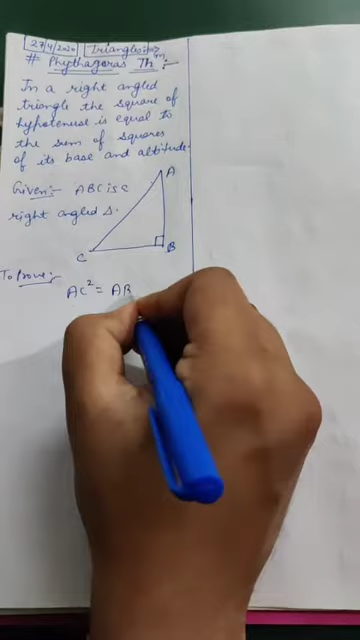 27/4/2020 Triangles
# Phythagoras Thm :-
In a right angled
triangle the square of
hypotenuse is equal to
the sum of squares
of its base and altitude
Given:- ABC is a
right angled Δ.
A
B
C
To Prove:-
AC² = AB